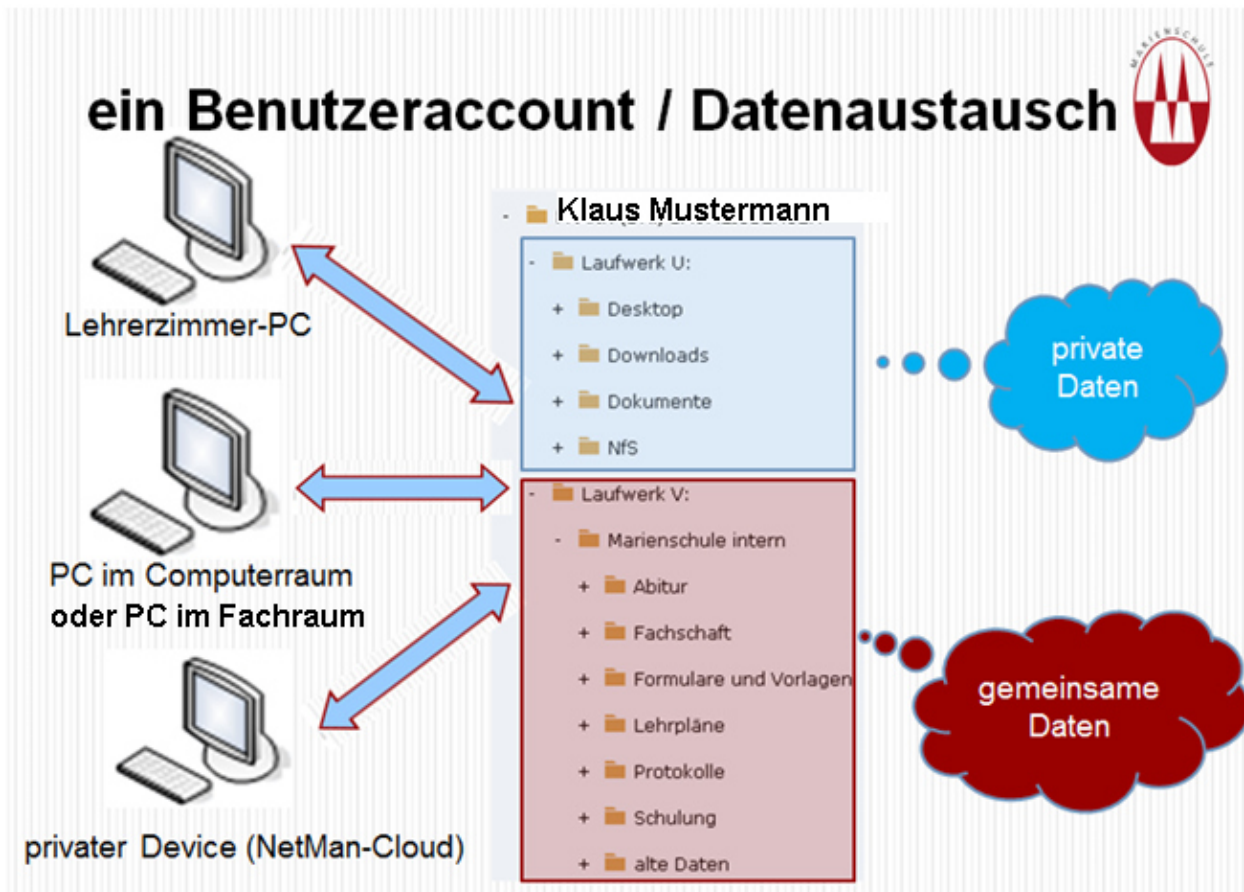 MARIENSCHULE
ein Benutzeraccount / Datenaustausch
Lehrerzimmer-PC
PC im Computerraum
oder PC im Fachraum
privater Device (NetMan-Cloud)
- Klaus Mustermann
- Laufwerk U:
+ Desktop
+ Downloads
+ Dokumente
+ NfS
- Laufwerk V:
- Marienschule intern
+ Abitur
+ Fachschaft
+ Formulare und Vorlagen
+ Lehrpläne
+ Protokolle
+ Schulung
+ alte Daten
private
Daten
gemeinsame
Daten